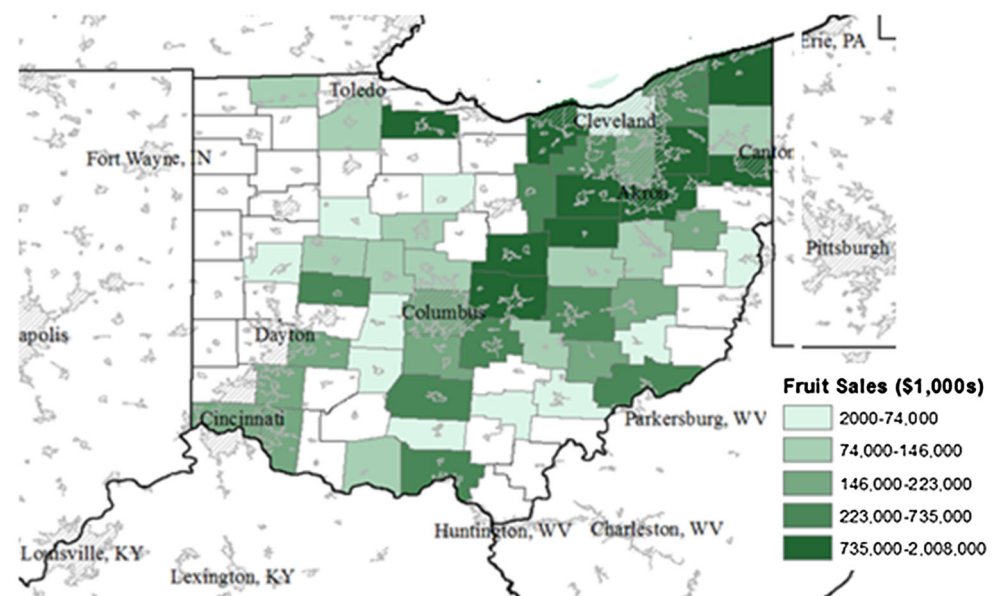 Erie, PA
Toledo
Cleveland
Fort Wayne, IN
Cantor
Akron
Pittsburgh
Columbus
apolis
Dayton
Fruit Sales ($1,000s)
2000-74,000
Cincinnati
Parkersburg, WV
74,000-146,000
146,000-223,000
223,000-735,000
Huntington, WV
Charleston, WV
735,000-2,008,000
Louisville, KY
Lexington, KY